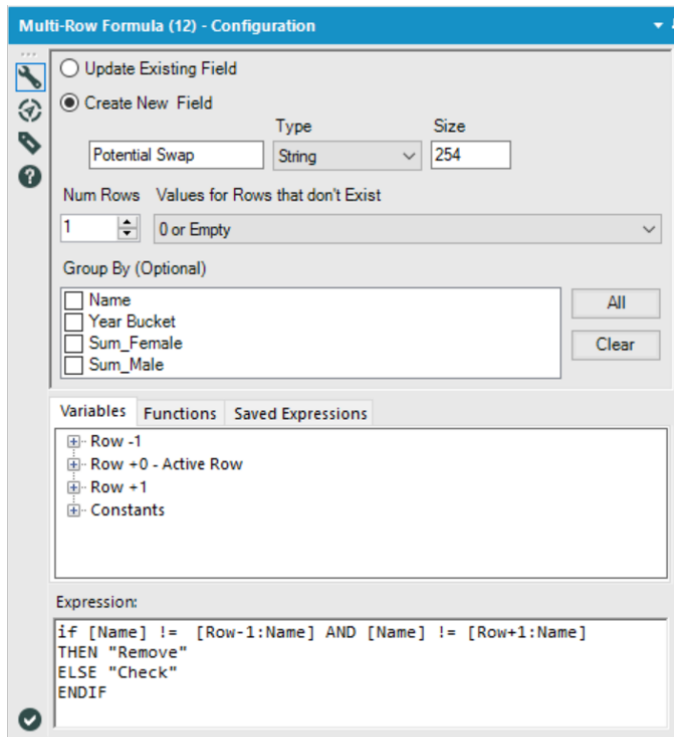 Multi-Row Formula (12) - Configuration
Update Existing Field
Create New Field
Type Size
Potential Swap String 254
Num Rows Values for Rows that don't Exist
1 0 or Empty
Group By (Optional)
Name All
Year Bucket
Sum_Female Clear
Sum_Male
Variables Functions Saved Expressions
Row -1
Row +0 - Active Row
Row +1
Constants
Expression:
if [Name] != [Row-1:Name] AND [Name] != [Row+1:Name]
THEN "Remove"
ELSE "Check"
ENDIF